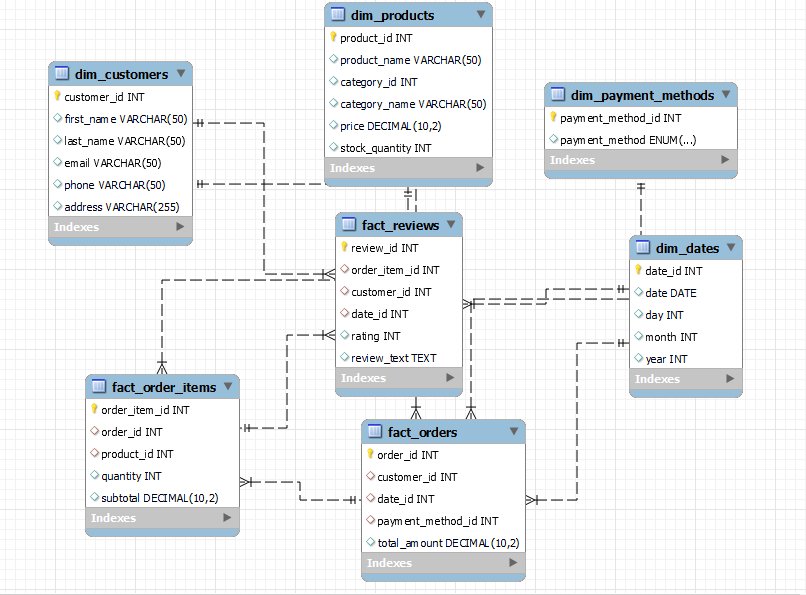 dim_products
product_id INT
product_name VARCHAR(50)
category_id INT
category_name VARCHAR(50)
price DECIMAL(10,2)
stock_quantity INT
Indexes
dim_customers
customer_id INT
first_name VARCHAR(50)
last_name VARCHAR(50)
email VARCHAR(50)
phone VARCHAR(50)
address VARCHAR(255)
Indexes
dim_payment_methods
payment_method_id INT
payment_method ENUM(...)
Indexes
fact_reviews
review_id INT
order_item_id INT
customer_id INT
date_id INT
rating INT
review_text TEXT
Indexes
dim_dates
date_id INT
date DATE
day INT
month INT
year INT
Indexes
fact_order_items
order_item_id INT
order_id INT
product_id INT
quantity INT
subtotal DECIMAL(10,2)
Indexes
fact_orders
order_id INT
customer_id INT
date_id INT
payment_method_id INT
total_amount DECIMAL(10,2)
Indexes